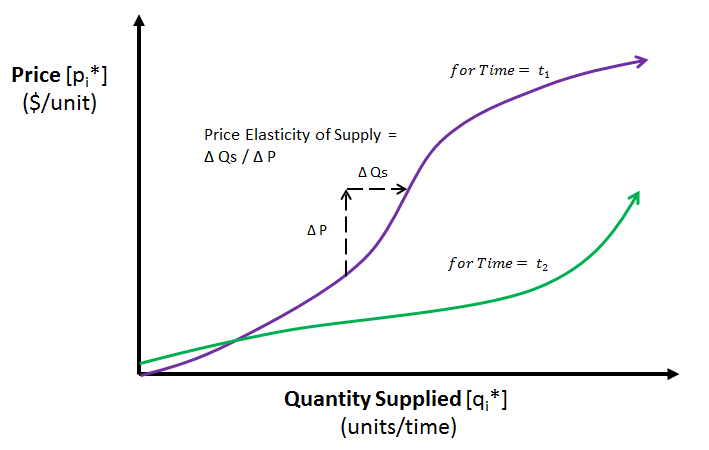 Price [pi*]
($/unit)
for Time = t1
Price Elasticity of Supply =
Δ Qs / Δ P
Δ Qs
Δ P
for Time = t2
Quantity Supplied [qi*]
(units/time)